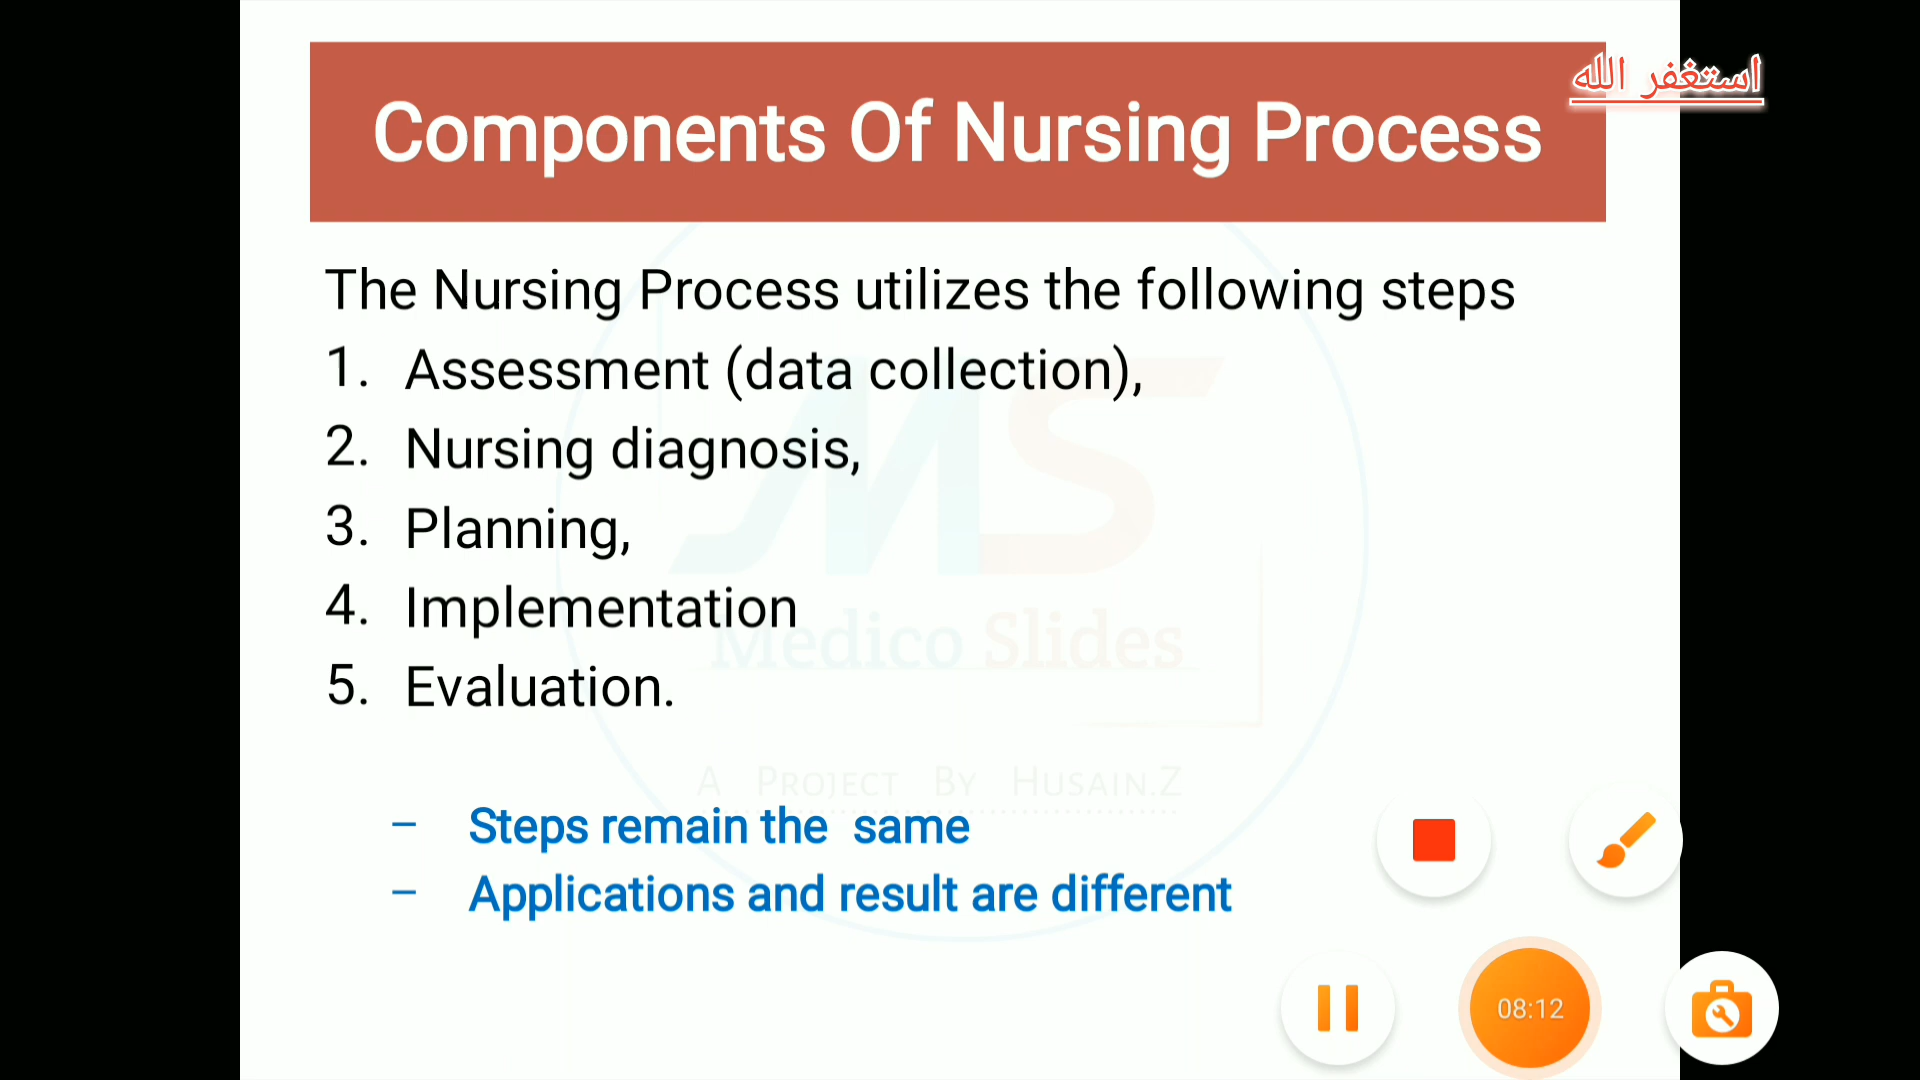 استغفر الله
Components Of Nursing Process
The Nursing Process utilizes the following steps
1. Assessment (data collection),
2. Nursing diagnosis,
3. Planning,
4. Implementation
5. Evaluation.
MS
Medico Slides
A Project By Husain.Z
– Steps remain the same
– Applications and result are different
08:12